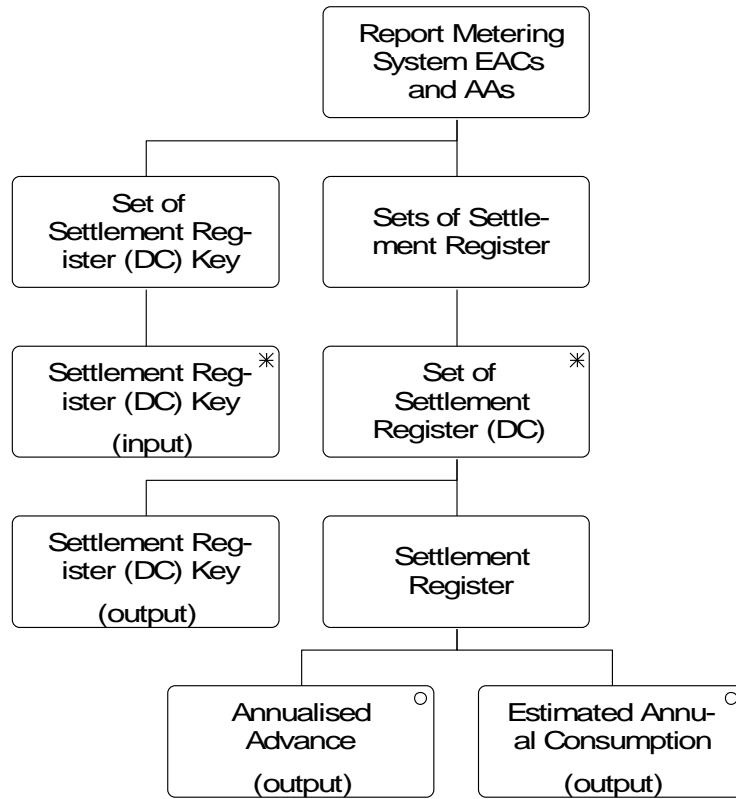 Report Metering
System EACs
and AAs
Set of
Settlement Reg-
ister (DC) Key
Sets of Settle-
ment Register
Settlement Reg-
ister (DC) Key
(input)
Set of
Settlement
Register (DC)
Settlement Reg-
ister (DC) Key
(output)
Settlement
Register
Annualised
Advance
(output)
Estimated Annu-
al Consumption
(output)